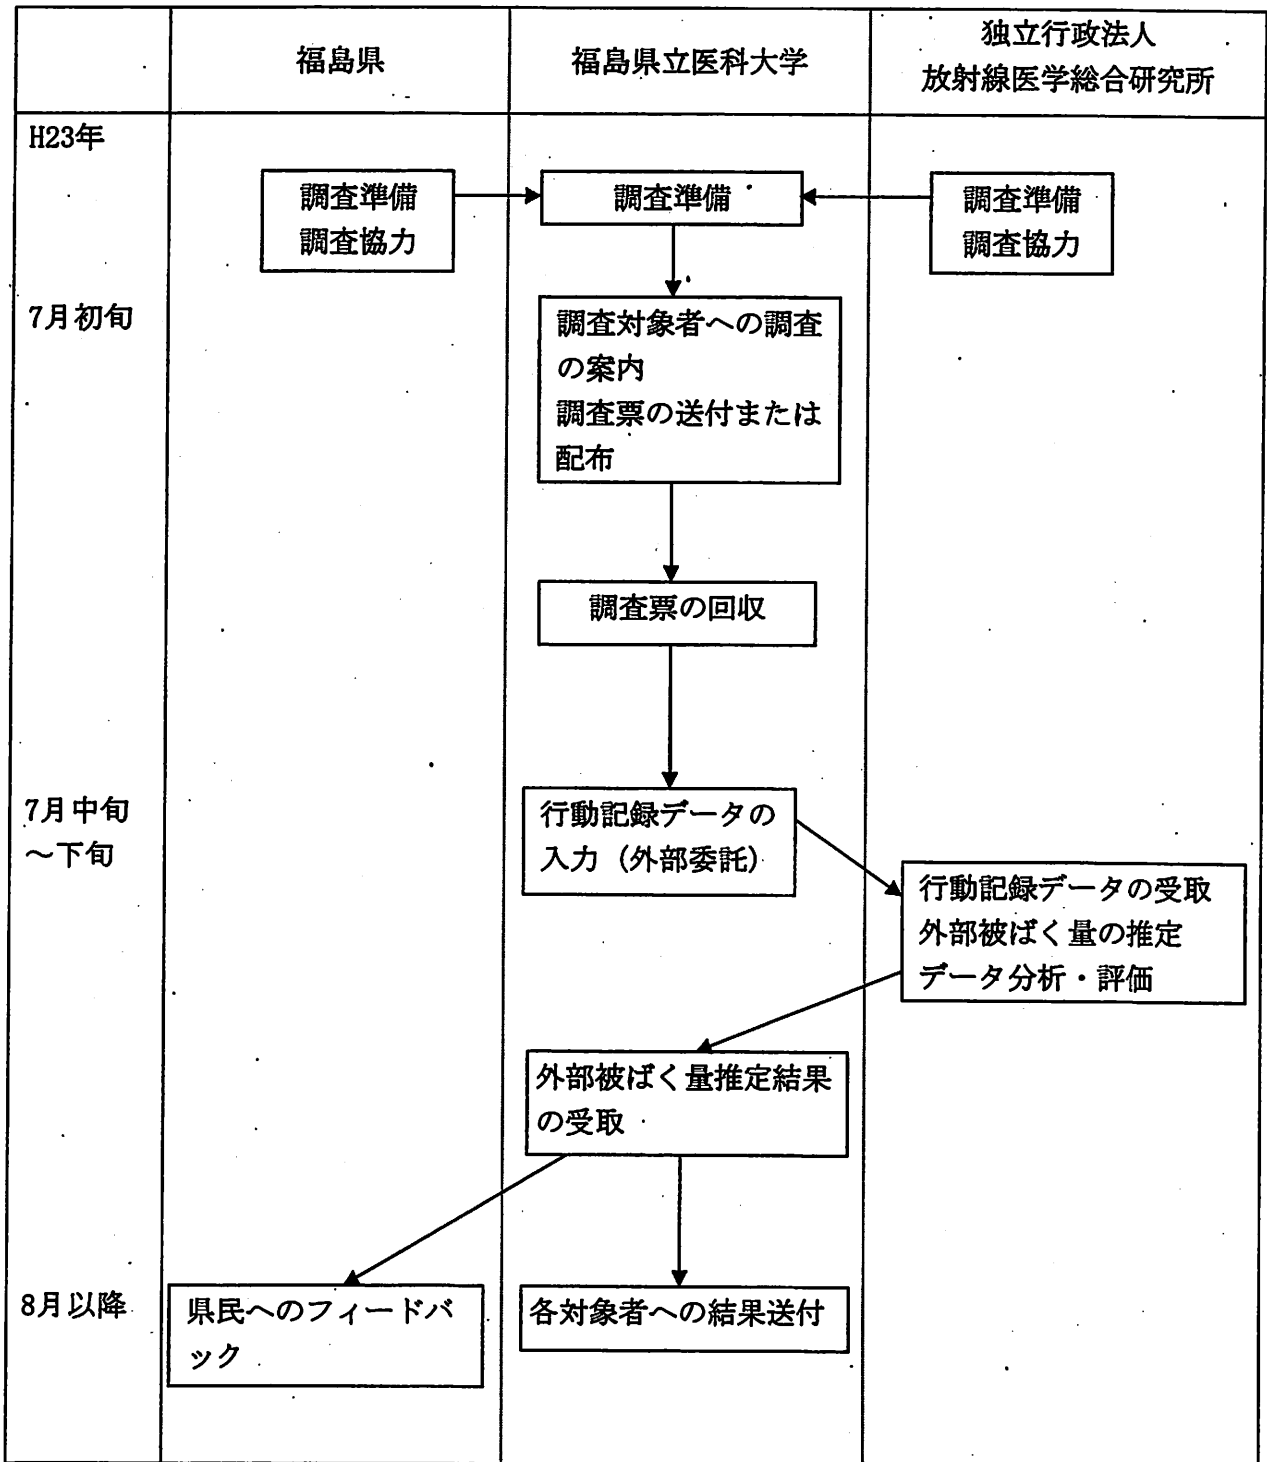 福島県
福島県立医科大学
独立行政法人
放射線医学総合研究所
H23年
調査準備
調査協力
調査準備
調査準備
調査協力
7月初旬
調査対象者への調査
の案内
調査票の送付または
配布
調査票の回収
7月中旬
～下旬
行動記録データの
入力（外部委託）
行動記録データの受取
外部被ばく量の推定
データ分析・評価
外部被ばく量推定結果
の受取
8月以降
県民へのフィードバ
ック
各対象者への結果送付